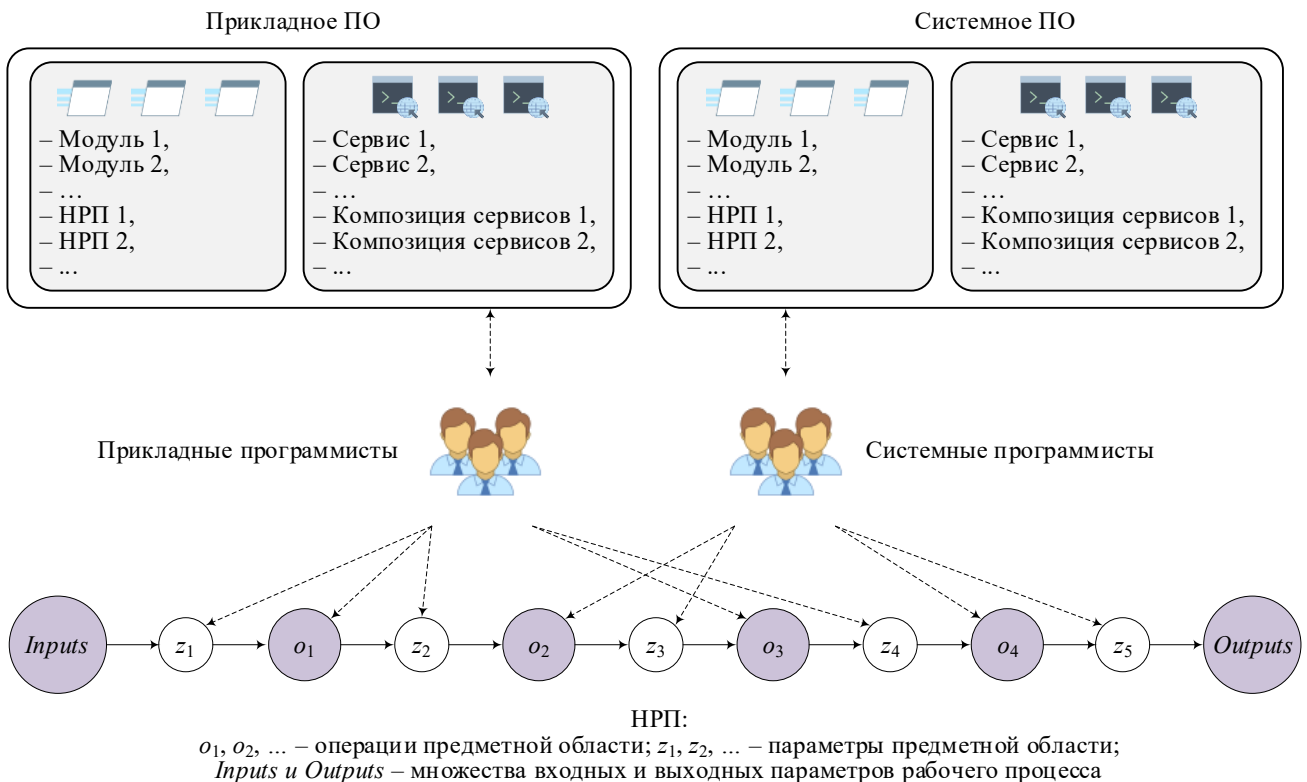 Прикладное ПО
Системное ПО
– Модуль 1,
– Модуль 2,
– …
– НРП 1,
– НРП 2,
– ...
– Сервис 1,
– Сервис 2,
– …
– Композиция сервисов 1,
– Композиция сервисов 2,
– ...
– Модуль 1,
– Модуль 2,
– …
– НРП 1,
– НРП 2,
– ...
– Сервис 1,
– Сервис 2,
– …
– Композиция сервисов 1,
– Композиция сервисов 2,
– ...
Прикладные программисты
Системные программисты
Inputs z1 o1 z2 o2 z3 o3 z4 o4 z5 Outputs
НРП:
o1, o2, ... – операции предметной области; z1, z2, ... – параметры предметной области;
Inputs и Outputs – множества входных и выходных параметров рабочего процесса